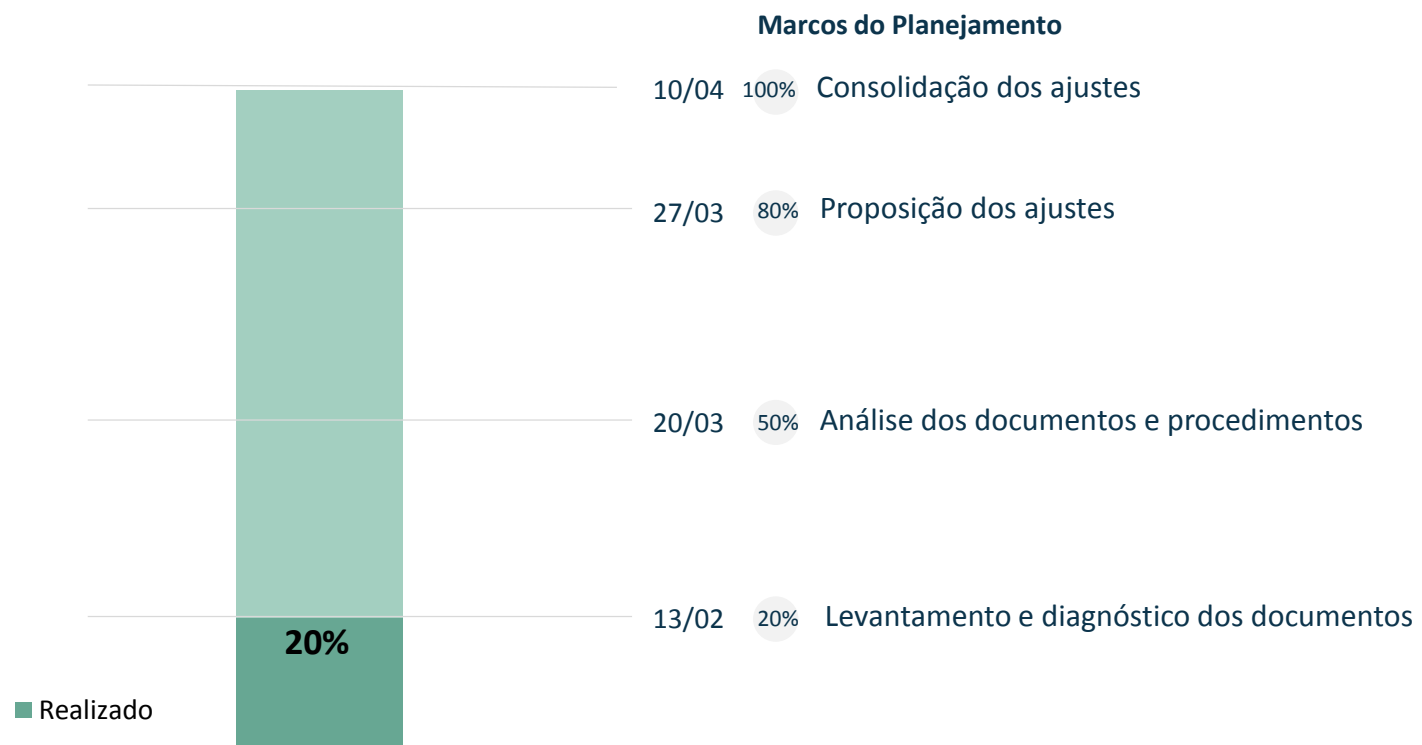 Marcos do Planejamento
10/04 100% Consolidação dos ajustes
27/03 80% Proposição dos ajustes
20/03 50% Análise dos documentos e procedimentos
13/02 20% Levantamento e diagnóstico dos documentos
20%
Realizado